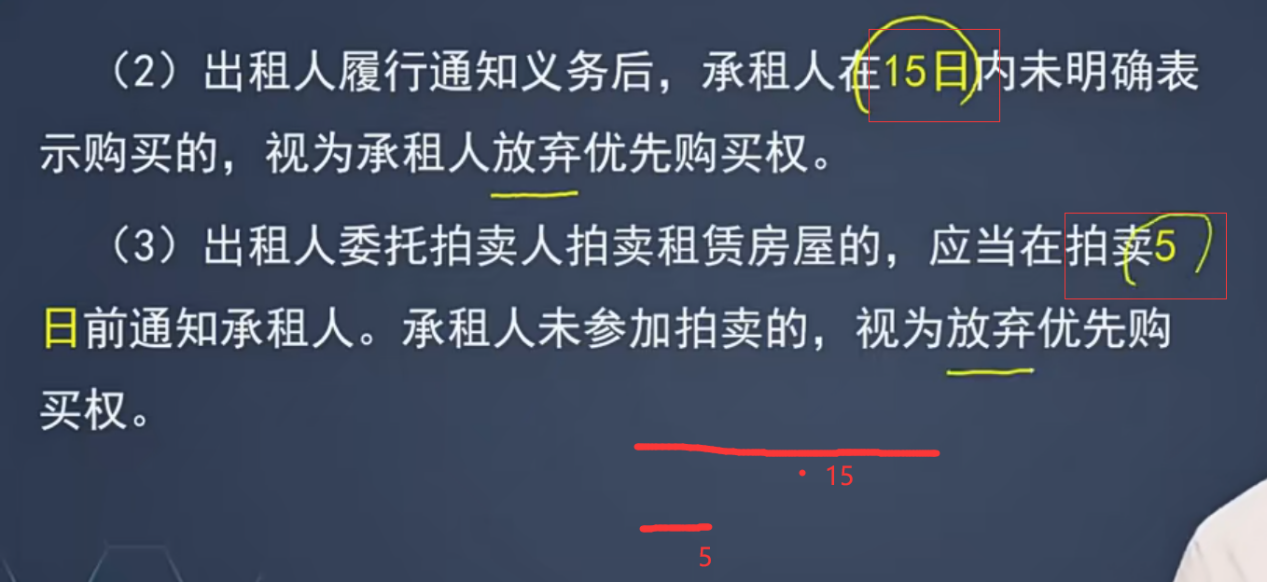 （2）出租人履行通知义务后，承租人在15日内未明确表
示购买的，视为承租人放弃优先购买权。
（3）出租人委托拍卖人拍卖租赁房屋的，应当在拍卖5
日前通知承租人。承租人未参加拍卖的，视为放弃优先购
买权。
15
5